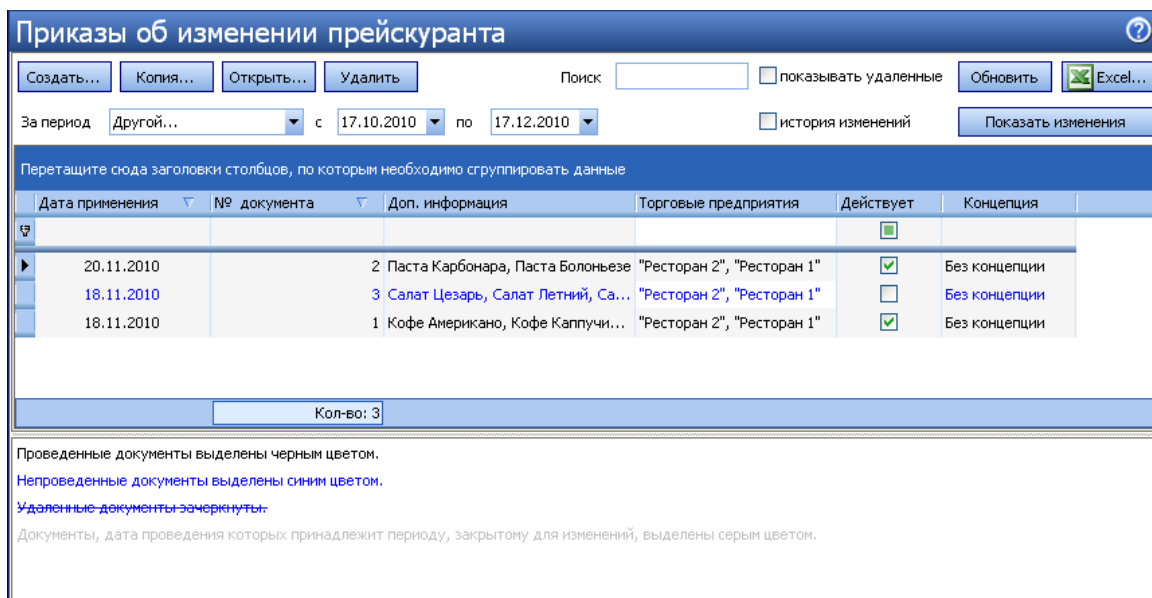 Приказы об изменении прейскуранта
Создать... Копия... Открыть... Удалить Поиск показывать удаленные Обновить Excel...
За период Другой... с 17.10.2010 по 17.12.2010 история изменений Показать изменения
Перетащите сюда заголовки столбцов, по которым необходимо сгруппировать данные
Дата применения № документа Доп. информация Торговые предприятия Действует Концепция
20.11.2010 2 Паста Карбонара, Паста Болоньезе "Ресторан 2", "Ресторан 1" Без концепции
18.11.2010 3 Салат Цезарь, Салат Летний, Са... "Ресторан 2", "Ресторан 1" Без концепции
18.11.2010 1 Кофе Американо, Кофе Каппучи... "Ресторан 2", "Ресторан 1" Без концепции
Кол-во: 3
Проведенные документы выделены черным цветом.
Непроведенные документы выделены синим цветом.
Удаленные документы зачеркнуты.
Документы, дата проведения которых принадлежит периоду, закрытому для изменений, выделены серым цветом.